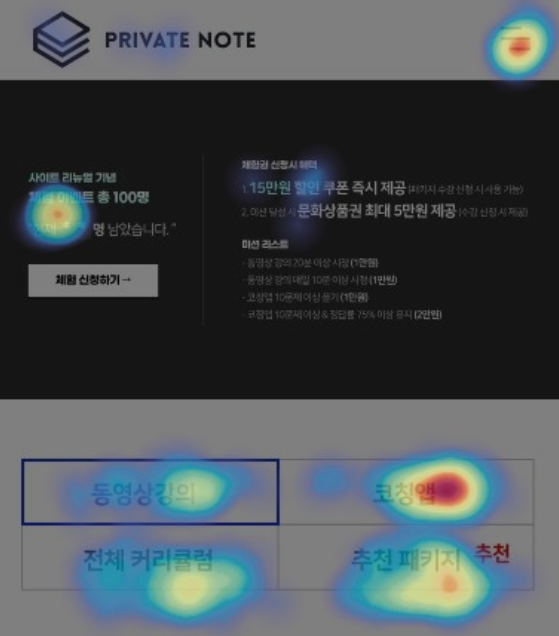 PRIVATE NOTE
사이트 리뉴얼 기념
이벤트 총 100명
명 남았습니다."
체험 신청하기→
체험권 신청시 혜택
1. 15만원 할인 쿠폰 즉시 제공 (패키지 수강 신청 시 사용 가능)
2. 미션 달성 시 문화상품권 최대 5만원 제공 (수강 신청 시 제공)
미션 리스트
- 동영상 강의 20분 이상 시청 (1만원)
- 동영상 강의 매일 10분 이상 시청 (1만원)
- 코칭앱 10문제 이상 풀기 (1만원)
- 코칭앱 10문제 이상 & 정답률 75% 이상 유지 (2만원)
동영상강의
코칭앱
전체 커리큘럼
추천 패키지 추천